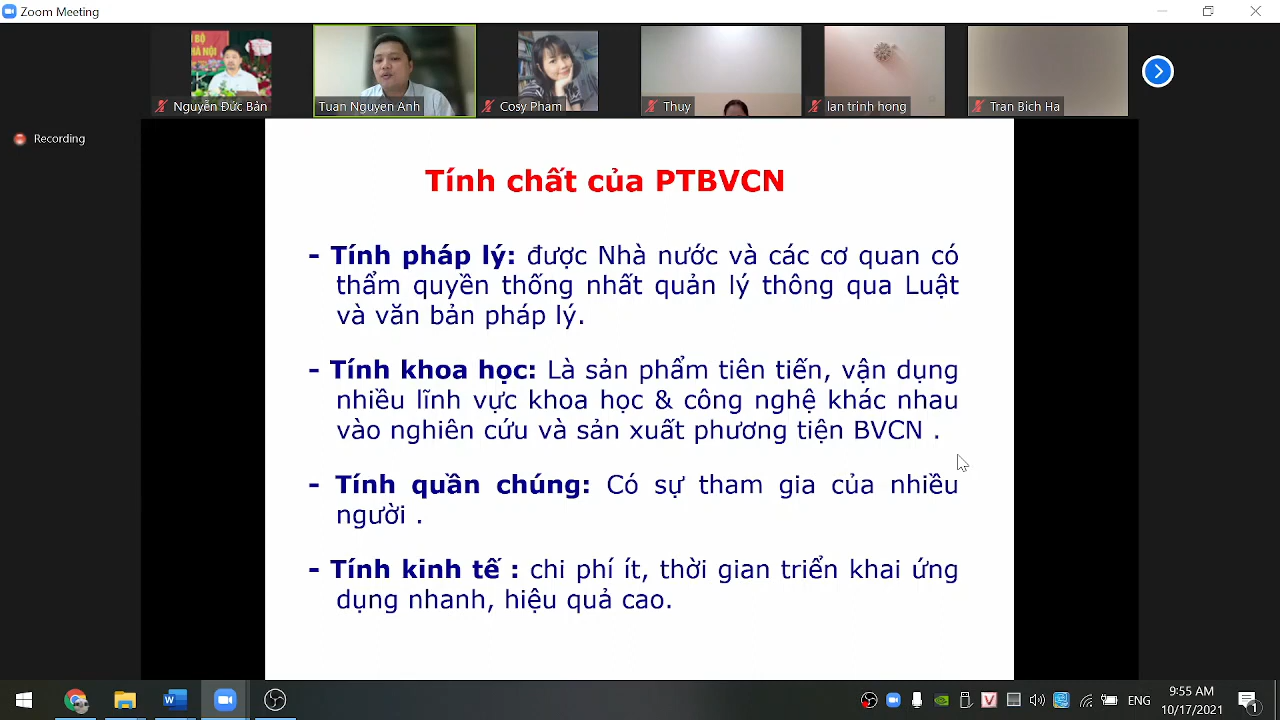 Zoom Meeting
BỘ
HÀ NỘI
Nguyễn Đức Bản
Tuan Nguyen Anh
Cosy Pham
Thuy
lan trinh hong
Tran Bich Ha
Recording
Tính chất của PTBVCN
- Tính pháp lý: được Nhà nước và các cơ quan có
thẩm quyền thống nhất quản lý thông qua Luật
và văn bản pháp lý.
- Tính khoa học: Là sản phẩm tiên tiến, vận dụng
nhiều lĩnh vực khoa học & công nghệ khác nhau
vào nghiên cứu và sản xuất phương tiện BVCN .
- Tính quần chúng: Có sự tham gia của nhiều
người .
- Tính kinh tế : chi phí ít, thời gian triển khai ứng
dụng nhanh, hiệu quả cao.
ENG
9:55 AM
10/17/2021
1